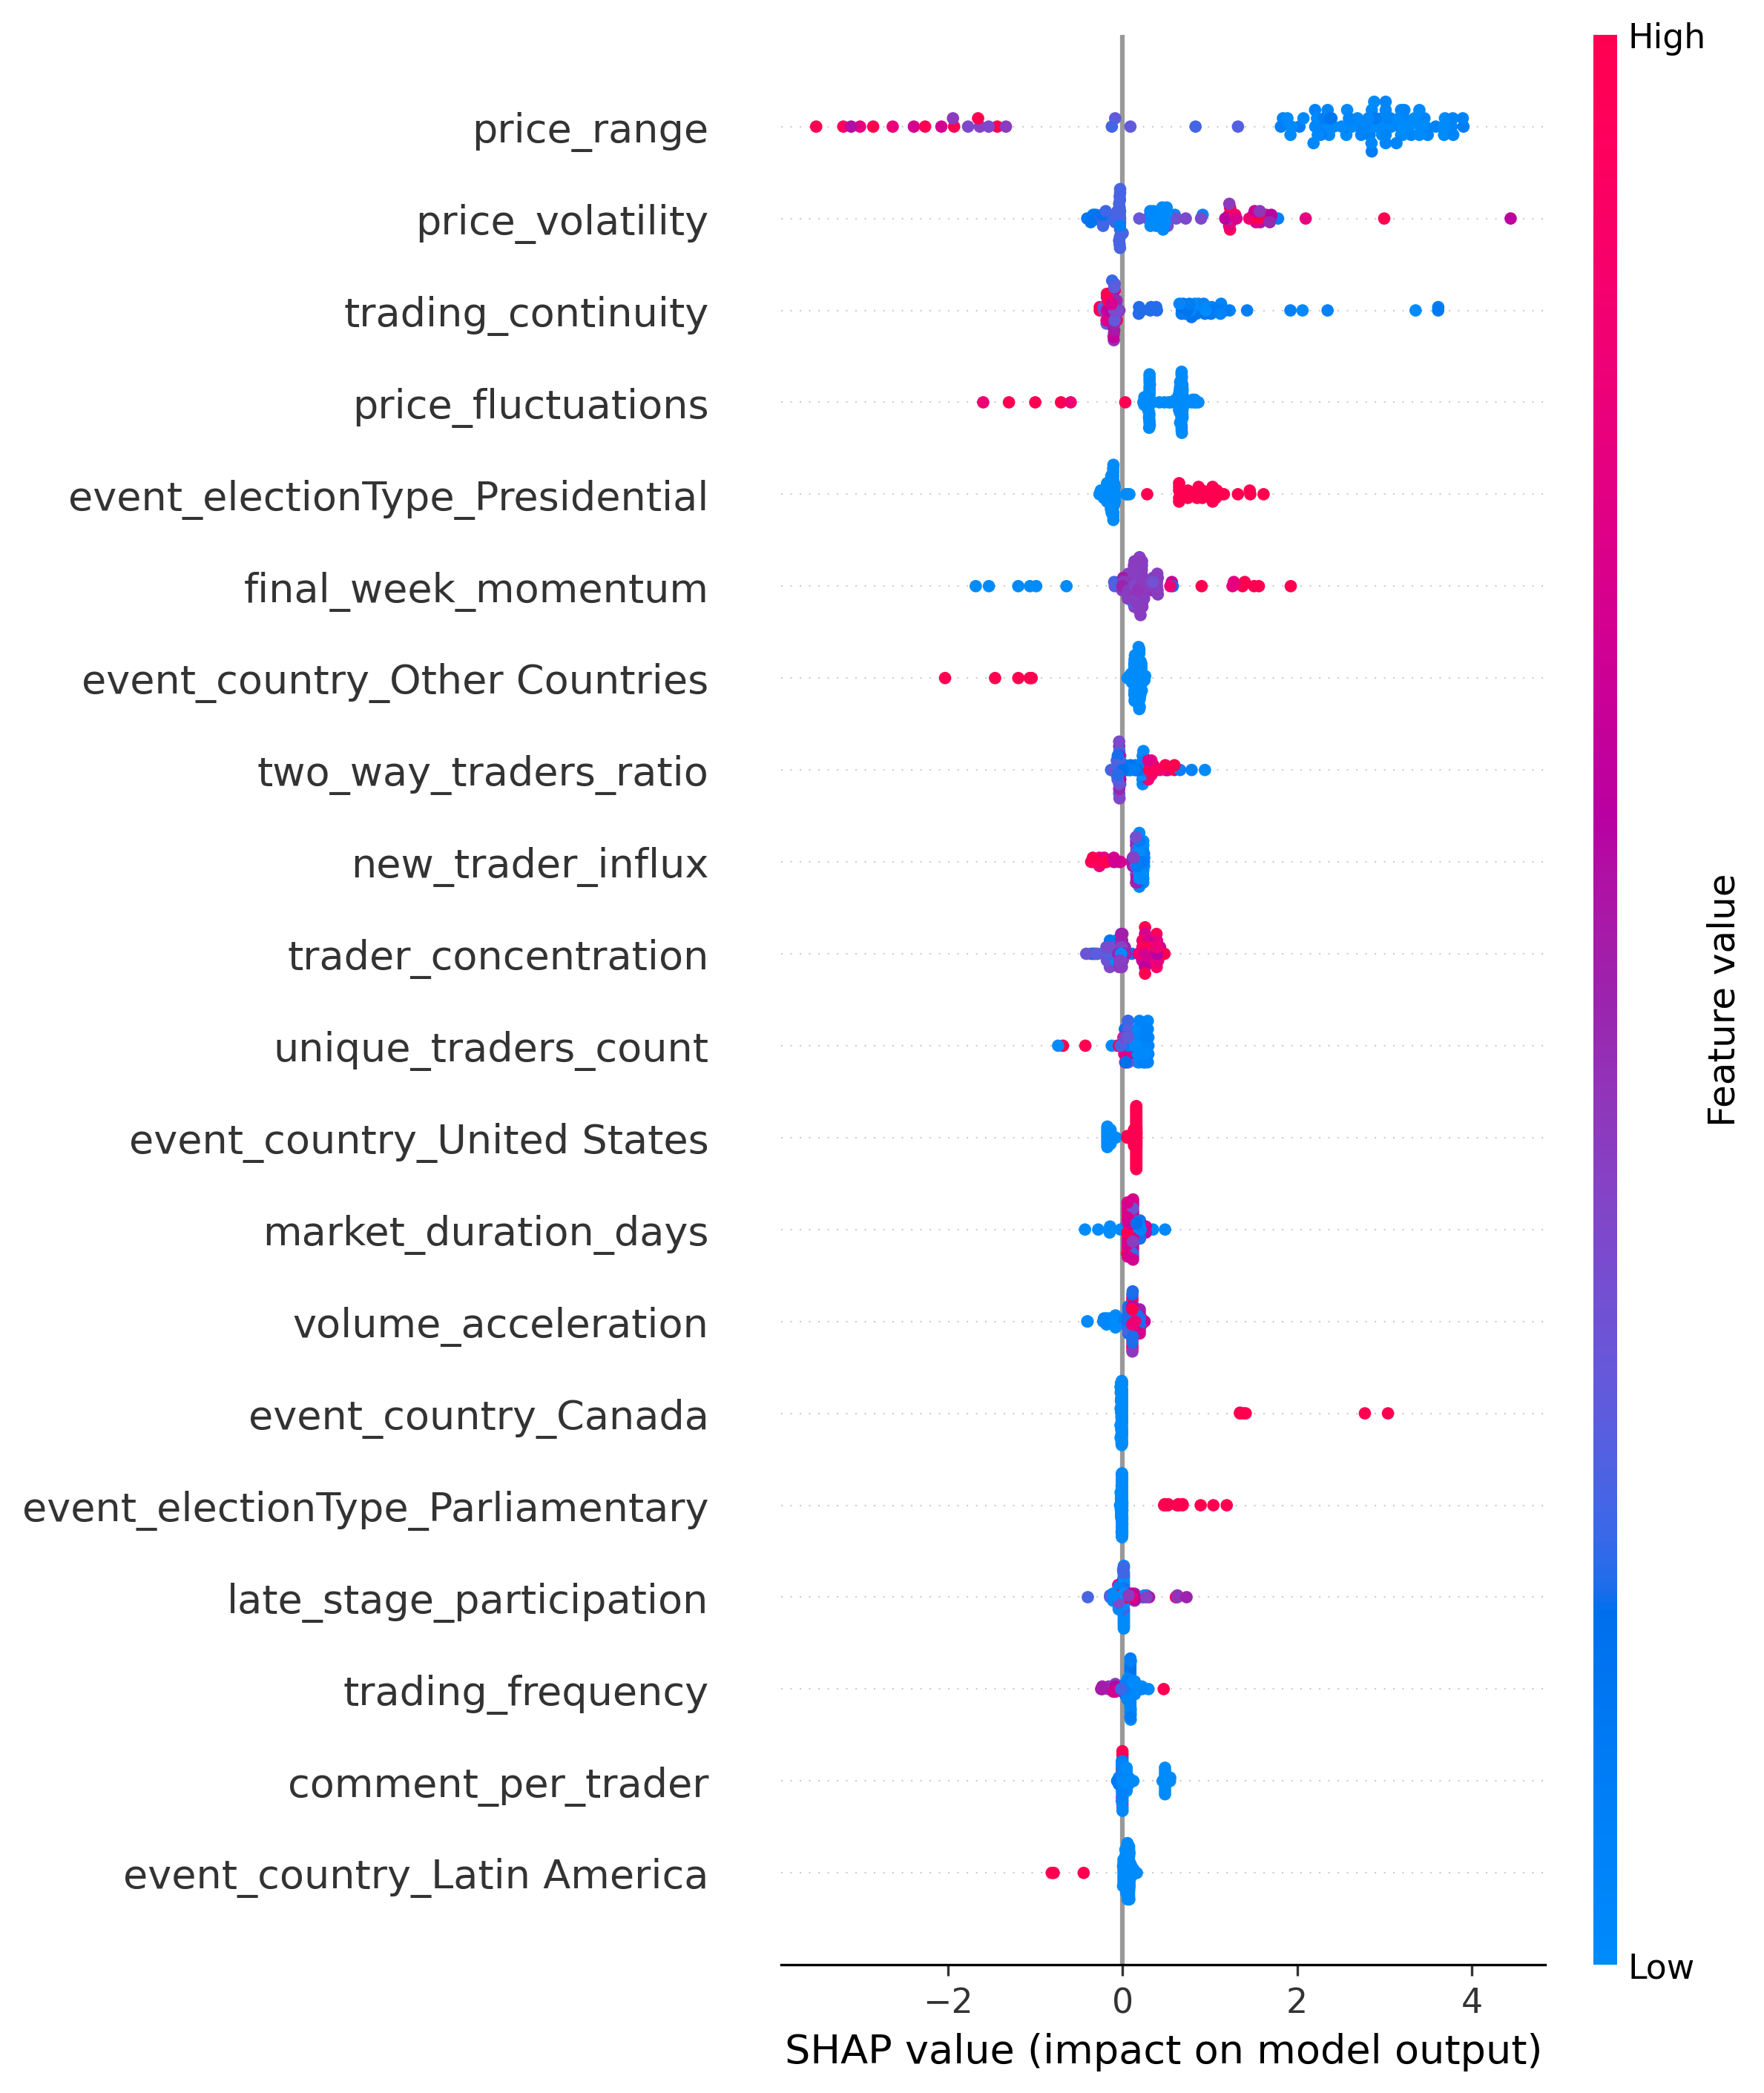 High
price_range
price_volatility
trading_continuity
price_fluctuations
event_electionType_Presidential
final_week_momentum
event_country_Other Countries
two_way_traders_ratio
new_trader_influx
trader_concentration
unique_traders_count
event_country_United States
market_duration_days
volume_acceleration
event_country_Canada
event_electionType_Parliamentary
late_stage_participation
trading_frequency
comment_per_trader
event_country_Latin America
Feature value
Low
−2 0 2 4
SHAP value (impact on model output)